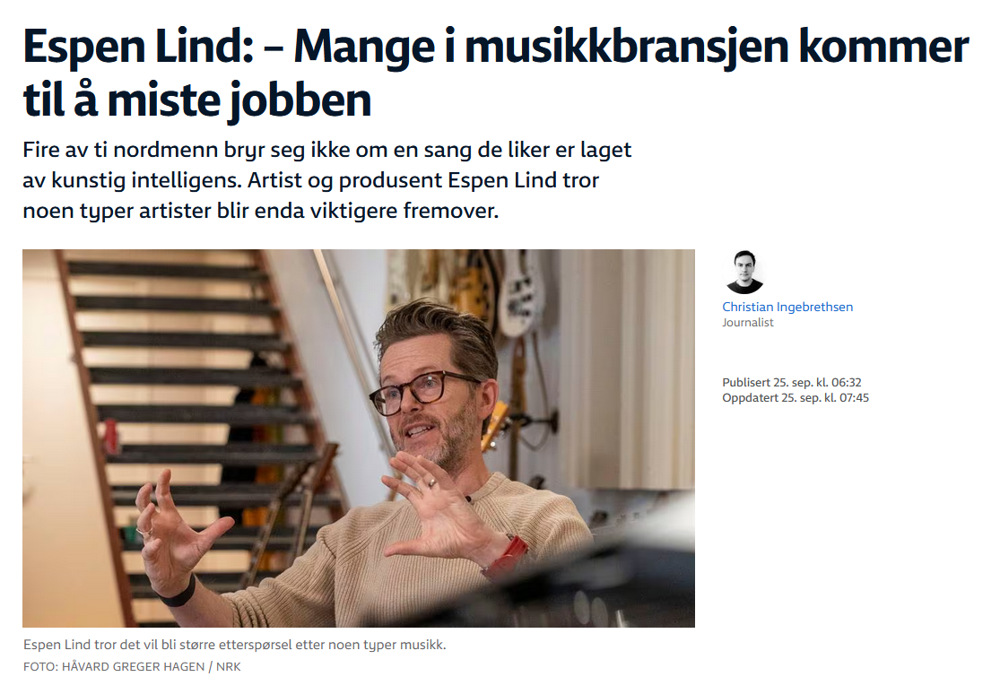 Espen Lind: – Mange i musikkbransjen kommer
til å miste jobben
Fire av ti nordmenn bryr seg ikke om en sang de liker er laget
av kunstig intelligens. Artist og produsent Espen Lind tror
noen typer artister blir enda viktigere fremover.
Christian Ingebrethsen
Journalist
Publisert 25. sep. kl. 06:32
Oppdatert 25. sep. kl. 07:45
Espen Lind tror det vil bli større etterspørsel etter noen typer musikk.
FOTO: HÅVARD GREGER HAGEN / NRK